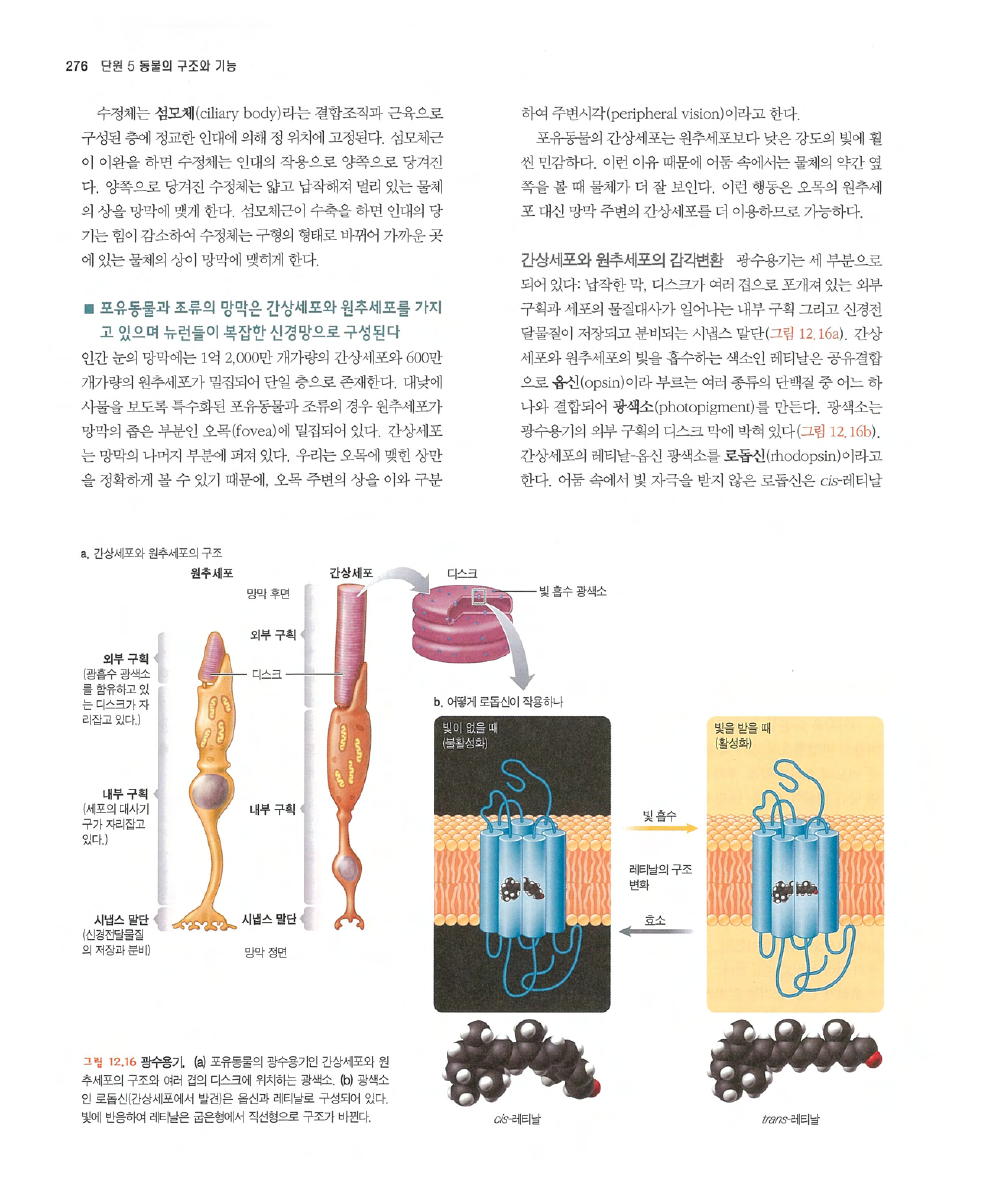 276 단원 5 동물의 구조와 기능
수정체는 섬모체(ciliary body)라는 결합조직과 근육으로
구성된 층에 정교한 인대에 의해 정 위치에 고정된다. 섬모체근
이 이완을 하면 수정체는 인대의 작용으로 양쪽으로 당겨진
다. 양쪽으로 당겨진 수정체는 얇고 납작해져 멀리 있는 물체
의 상을 망막에 맺게 한다. 섬모체근이 수축을 하면 인대의 당
기는 힘이 감소하여 수정체는 구형의 형태로 바뀌어 가까운 곳
에 있는 물체의 상이 망막에 맺히게 한다.
■ 포유동물과 조류의 망막은 간상세포와 원추세포를 가지
고 있으며 뉴런들이 복잡한 신경망으로 구성된다
인간 눈의 망막에는 1억 2,000만 개가량의 간상세포와 600만
개가량의 원추세포가 밀집되어 단일 층으로 존재한다. 대낮에
사물을 보도록 특수화된 포유동물과 조류의 경우 원추세포가
망막의 좁은 부분인 오목(fovea)에 밀집되어 있다. 간상세포
는 망막의 나머지 부분에 퍼져 있다. 우리는 오목에 맺힌 상만
을 정확하게 볼 수 있기 때문에, 오목 주변의 상을 이와 구분
하여 주변시각(peripheral vision)이라고 한다.
포유동물의 간상세포는 원추세포보다 낮은 강도의 빛에 훨
씬 민감하다. 이런 이유 때문에 어둠 속에서는 물체의 약간 옆
쪽을 볼 때 물체가 더 잘 보인다. 이런 행동은 오목의 원추세
포 대신 망막 주변의 간상세포를 더 이용하므로 가능하다.
간상세포와 원추세포의 감각변환 광수용기는 세 부분으로
되어 있다: 납작한 막, 디스크가 여러 겹으로 포개져 있는 외부
구획과 세포의 물질대사가 일어나는 내부 구획 그리고 신경전
달물질이 저장되고 분비되는 시냅스 말단(그림 12.16a). 간상
세포와 원추세포의 빛을 흡수하는 색소인 레티날은 공유결합
으로 옵신(opsin)이라 부르는 여러 종류의 단백질 중 어느 하
나와 결합되어 광색소(photopigment)를 만든다. 광색소는
광수용기의 외부 구획의 디스크 막에 박혀 있다(그림 12.16b).
간상세포의 레티날-옵신 광색소를 로돕신(rhodopsin)이라고
한다. 어둠 속에서 빛 자극을 받지 않은 로돕신은 cis-레티날
a. 간상세포와 원추세포의 구조
원추세포
간상세포
디스크
망막 후면
빛 흡수 광색소
외부 구획
외부 구획
(광흡수 광색소
를 함유하고 있
는 디스크가 자
리잡고 있다.)
디스크
내부 구획
(세포의 대사기
구가 자리잡고
있다.)
내부 구획
시냅스 말단
(신경전달물질
의 저장과 분비)
시냅스 말단
망막 정면
b. 어떻게 로돕신이 작용하나
빛이 없을 때
(불활성화)
빛을 받을 때
(활성화)
빛 흡수
레티날의 구조
변화
효소
cis-레티날
trans-레티날
그림 12.16 광수용기. (a) 포유동물의 광수용기인 간상세포와 원
추세포의 구조와 여러 겹의 디스크에 위치하는 광색소. (b) 광색소
인 로돕신(간상세포에서 발견)은 옵신과 레티날로 구성되어 있다.
빛에 반응하여 레티날은 굽은형에서 직선형으로 구조가 바뀐다.